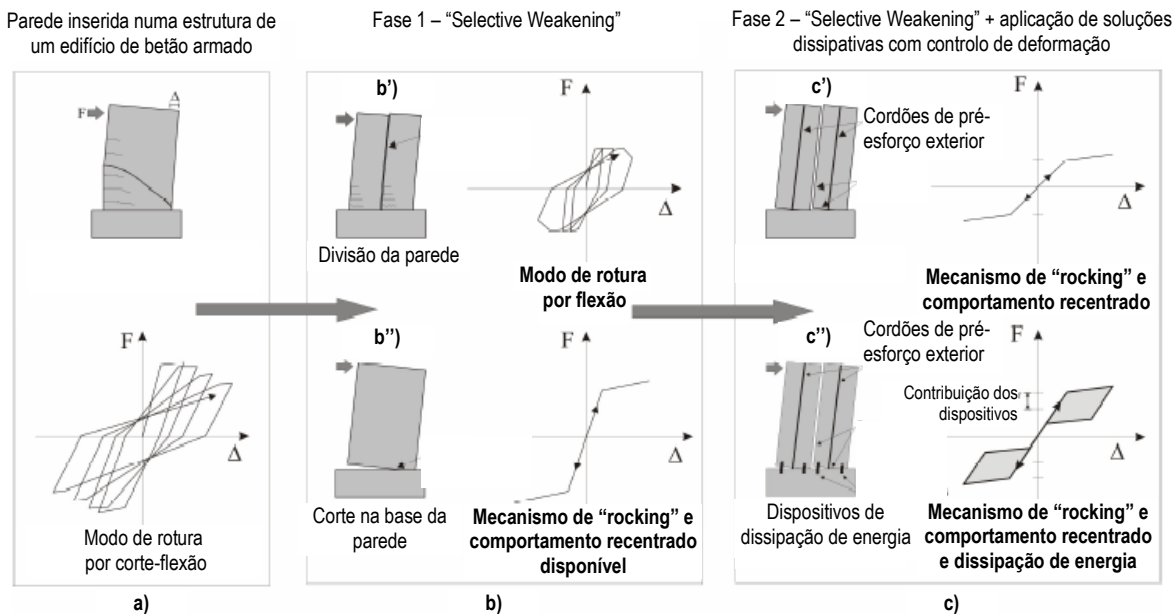 Parede inserida numa estrutura de
um edifício de betão armado
Fase 1 – “Selective Weakening”
Fase 2 – “Selective Weakening” + aplicação de soluções
dissipativas com controlo de deformação
F
Δ
F
Δ
Modo de rotura
por corte-flexão
a)
b')
F
Δ
Divisão da parede
Modo de rotura
por flexão
b'')
Corte na base da
parede
F
Δ
Mecanismo de “rocking” e
comportamento recentrado
disponível
b)
c')
Cordões de pré-
esforço exterior
F
Δ
Mecanismo de “rocking” e
comportamento recentrado
c'')
Cordões de pré-
esforço exterior
Dispositivos de
dissipação de energia
F
Contribuição dos
dispositivos
Δ
Mecanismo de “rocking” e
comportamento recentrado
e dissipação de energia
c)